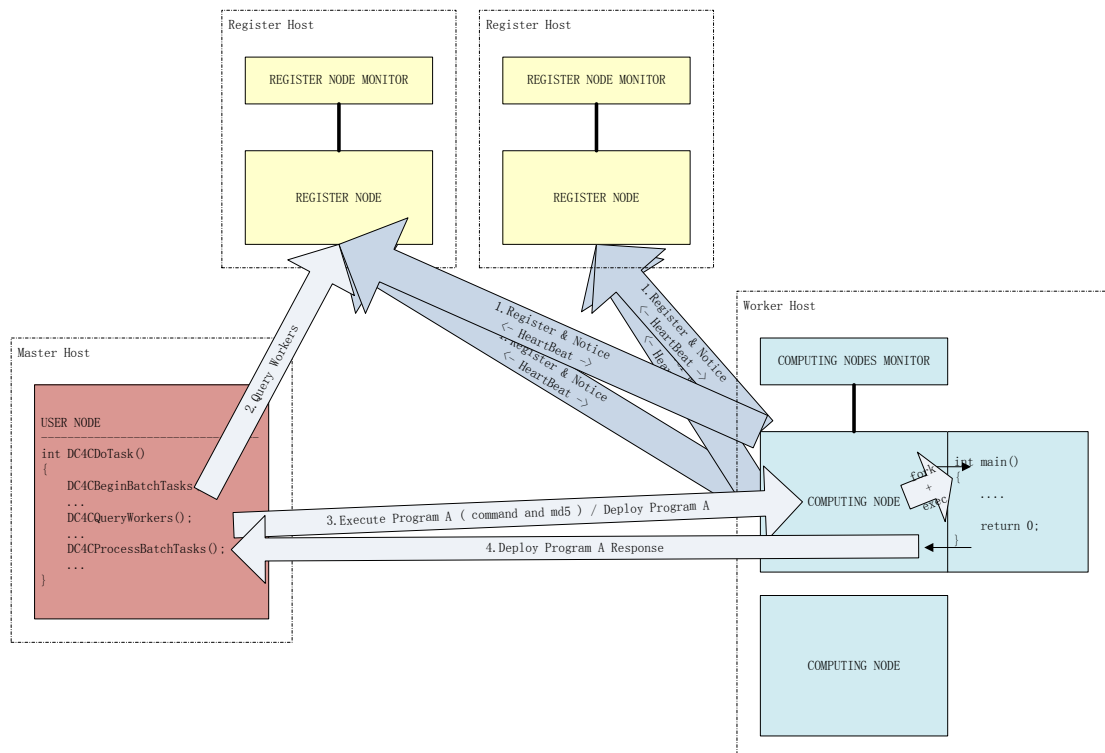 Register Host
Register Host
REGISTER NODE MONITOR
REGISTER NODE MONITOR
REGISTER NODE
REGISTER NODE
Worker Host
COMPUTING NODES MONITOR
1.Register & Notice
<- HeartBeat ->
1.Register & Notice
<- HeartBeat ->
Register & Notice
<- HeartBeat ->
2.Query Workers
Master Host
USER NODE
-------------------------------
int DC4CDoTask()
{
DC4CBeginBatchTasks
...
DC4CQueryWorkers();
...
DC4CProcessBatchTasks();
...
}
3.Execute Program A ( command and md5 ) / Deploy Program A
4.Deploy Program A Response
COMPUTING NODE
fork
+
exec
int main()
{
....
return 0;
}
COMPUTING NODE